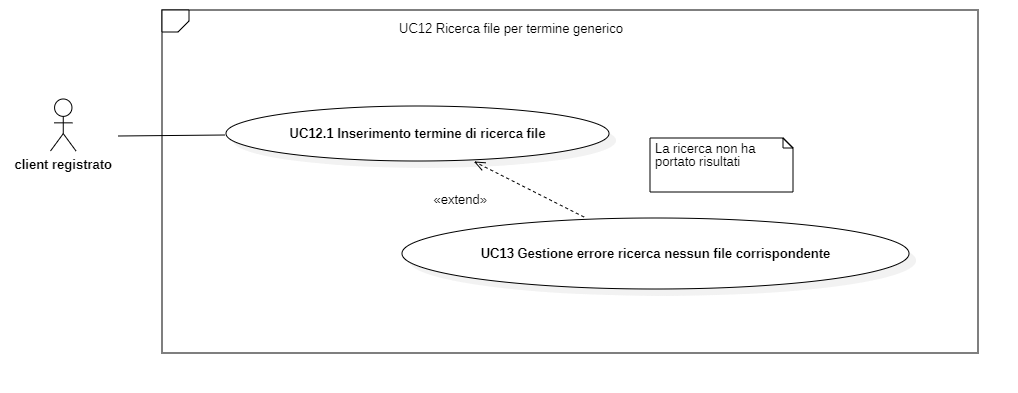 UC12 Ricerca file per termine generico
UC12.1 Inserimento termine di ricerca file
client registrato
La ricerca non ha
portato risultati
«extend»
UC13 Gestione errore ricerca nessun file corrispondente